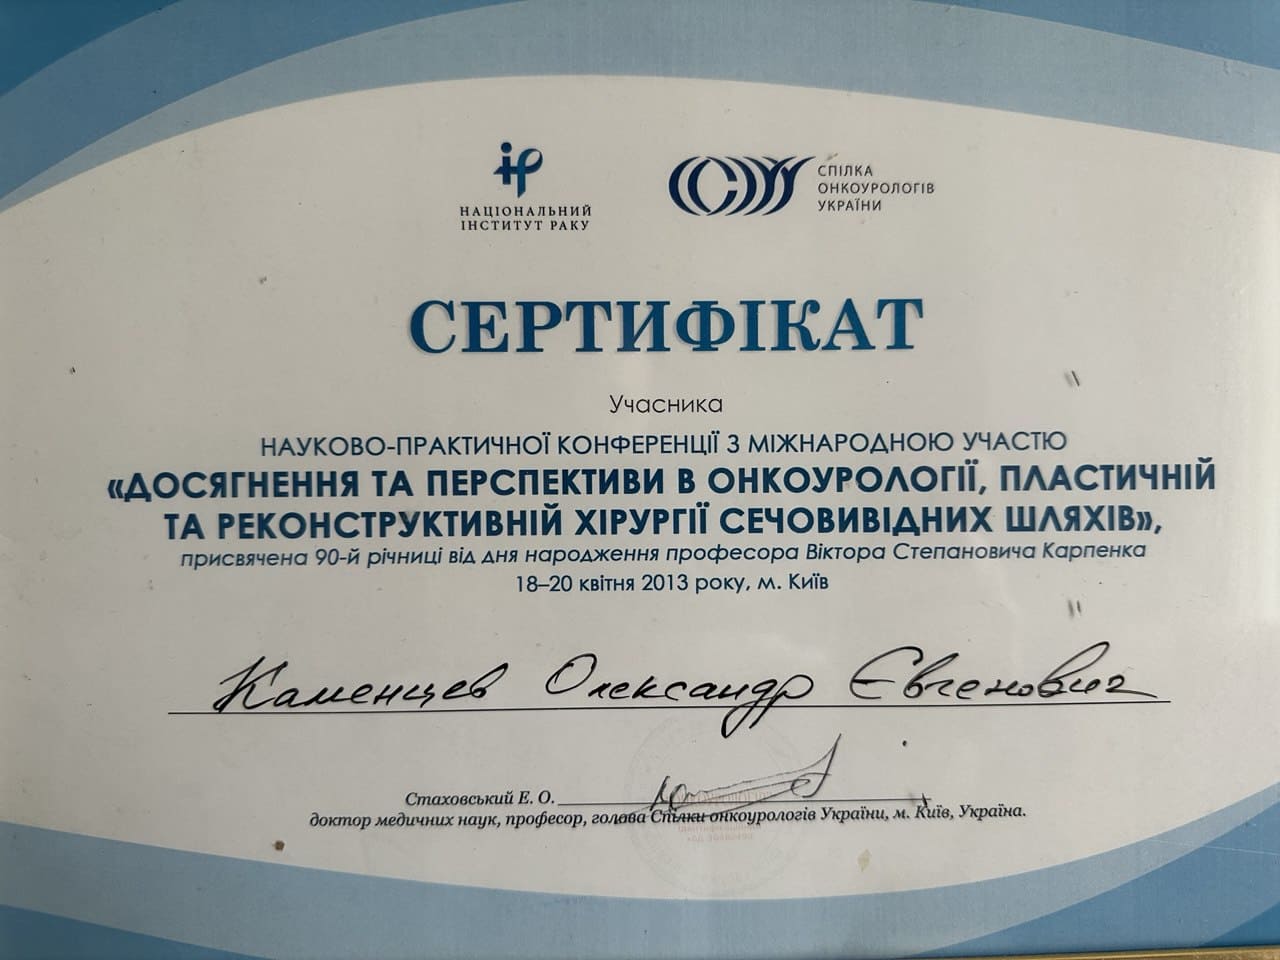 НАЦІОНАЛЬНИЙ
ІНСТИТУТ РАКУ
СПІЛКА
ОНКОУРОЛОГІВ
УКРАЇНИ
СЕРТИФІКАТ
Учасника
НАУКОВО-ПРАКТИЧНОЇ КОНФЕРЕНЦІЇ З МІЖНАРОДНОЮ УЧАСТЮ
«ДОСЯГНЕННЯ ТА ПЕРСПЕКТИВИ В ОНКОУРОЛОГІЇ, ПЛАСТИЧНІЙ
ТА РЕКОНСТРУКТИВНІЙ ХІРУРГІЇ СЕЧОВИВІДНИХ ШЛЯХІВ»,
присвячена 90-й річниці від дня народження професора Віктора Степановича Карпенка
18–20 квітня 2013 року, м. Київ
Каменцев Олександр Євгенович
Стаховський Е. О.
доктор медичних наук, професор, голова Спілки онкоурологів України, м. Київ, Україна.